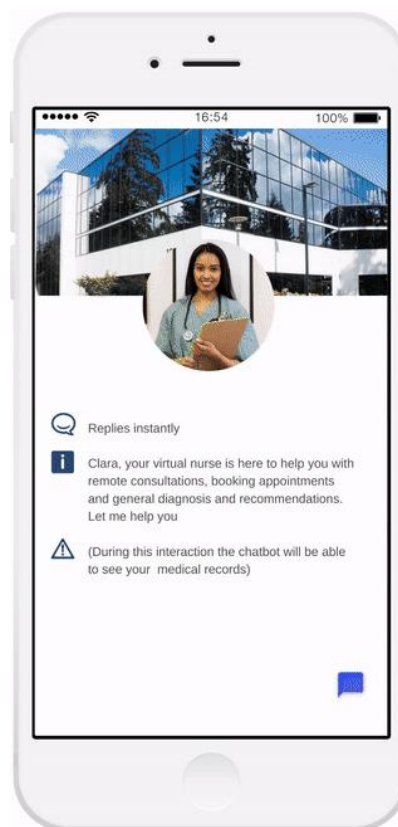 16:54
100%
Replies instantly
Clara, your virtual nurse is here to help you with
remote consultations, booking appointments
and general diagnosis and recommendations.
Let me help you
(During this interaction the chatbot will be able
to see your medical records)